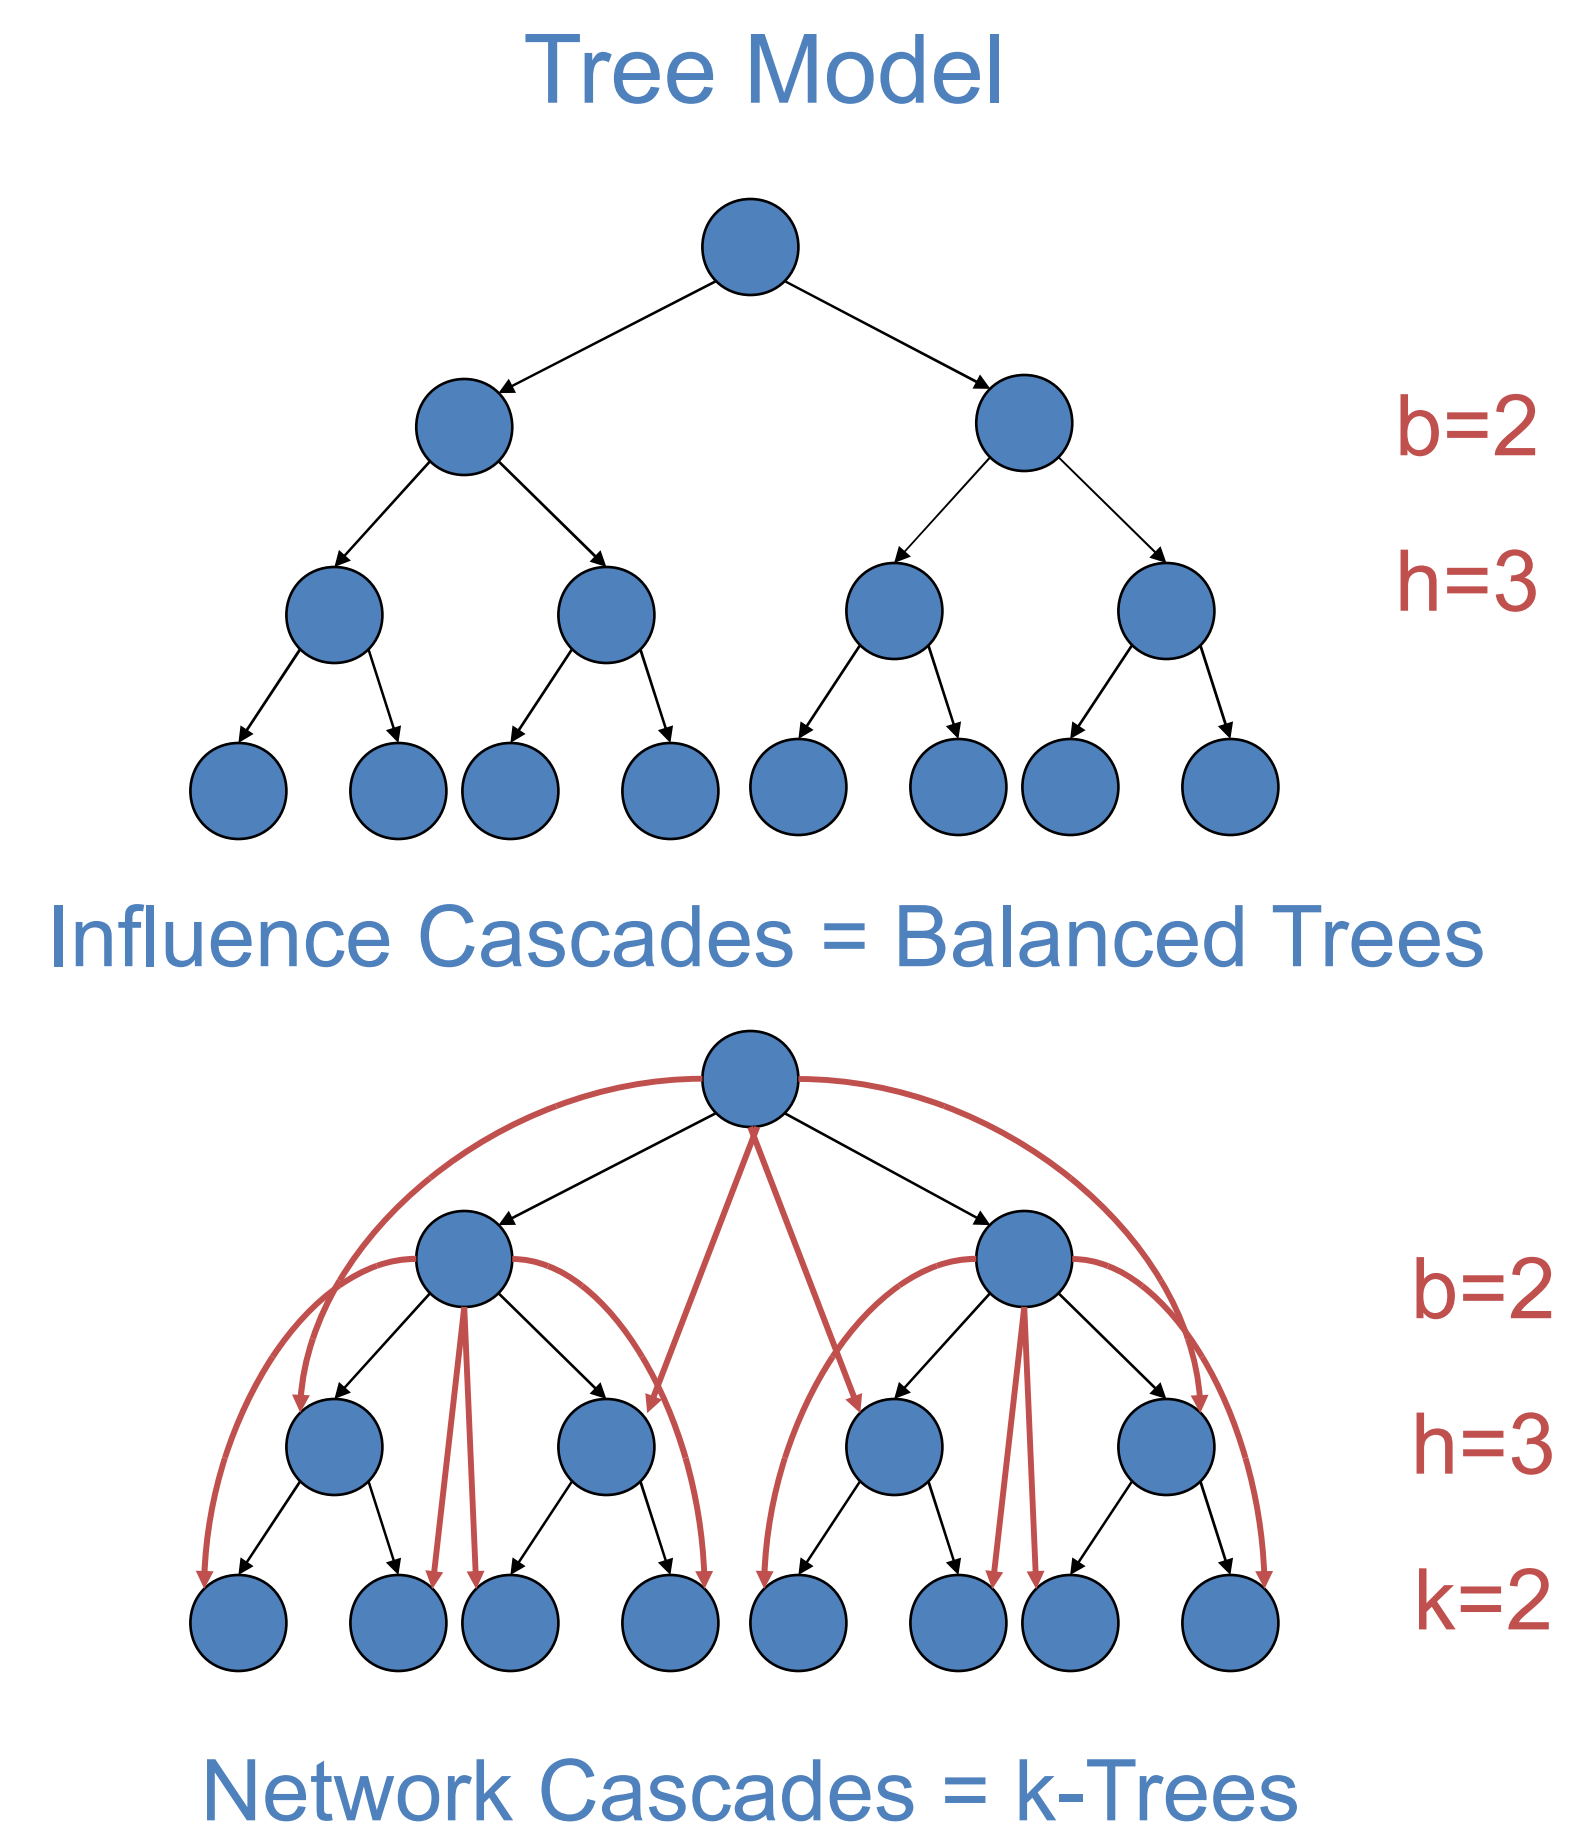 Tree Model
b=2
h=3
Influence Cascades = Balanced Trees
b=2
h=3
k=2
Network Cascades = k-Trees